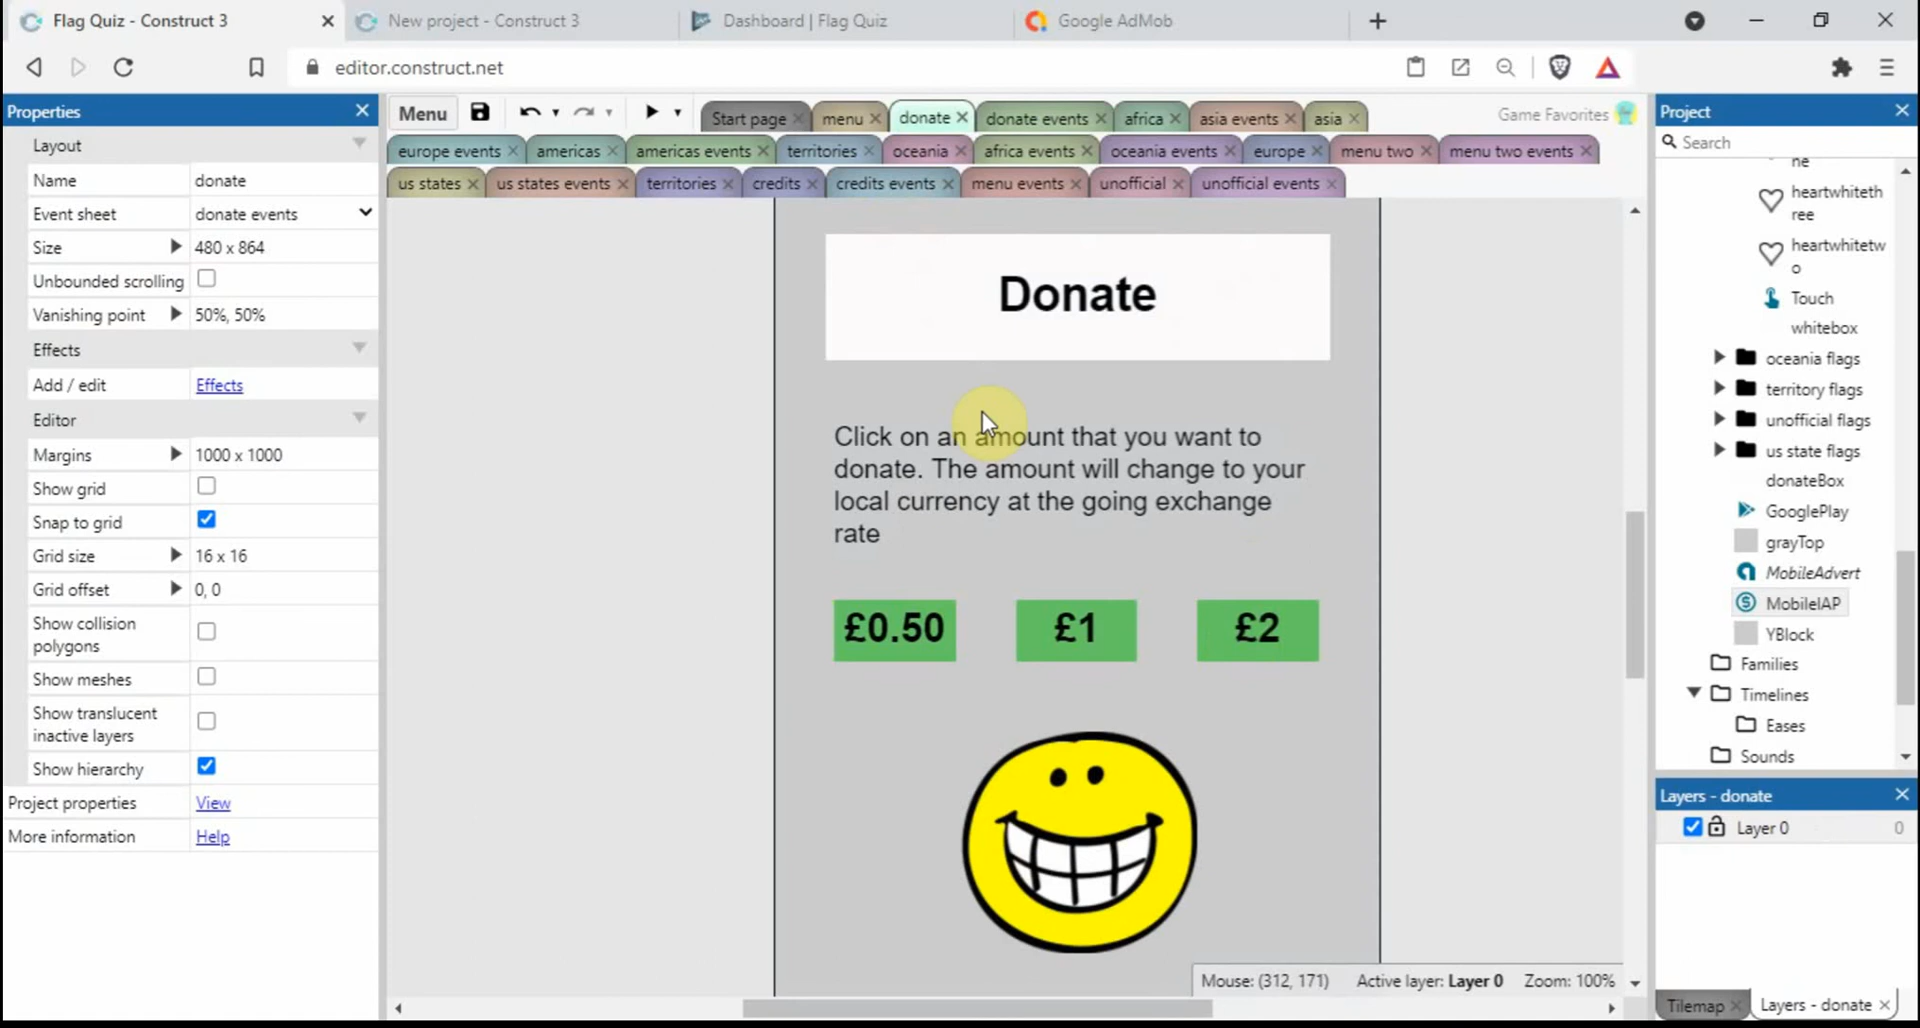 Flag Quiz - Construct 3
New project - Construct 3
Dashboard | Flag Quiz
Google AdMob
editor.construct.net
Properties
Menu
Start page
menu
donate
donate events
africa
asia events
asia
Game Favorites
Project
europe events
americas
americas events
territories
oceania
africa events
oceania events
europe
menu two
menu two events
us states
us states events
territories
credits
credits events
menu events
unofficial
unofficial events
Layout
Name donate
Event sheet donate events
Size 480 x 864
Unbounded scrolling
Vanishing point 50%, 50%
Effects
Add / edit Effects
Editor
Margins 1000 x 1000
Show grid
Snap to grid
Grid size 16 x 16
Grid offset 0, 0
Show collision
polygons
Show meshes
Show translucent
inactive layers
Show hierarchy
Project properties View
More information Help
Donate
Click on an amount that you want to
donate. The amount will change to your
local currency at the going exchange
rate
£0.50 £1 £2
Mouse: (312, 171) Active layer: Layer 0 Zoom: 100%
Search
ne
heartwhiteth
ree
heartwhitetw
o
Touch
whitebox
oceania flags
territory flags
unofficial flags
us state flags
donateBox
GooglePlay
grayTop
MobileAdvert
MobileIAP
YBlock
Families
Timelines
Eases
Sounds
Layers - donate
Layer 0 0
Tilemap
Layers - donate